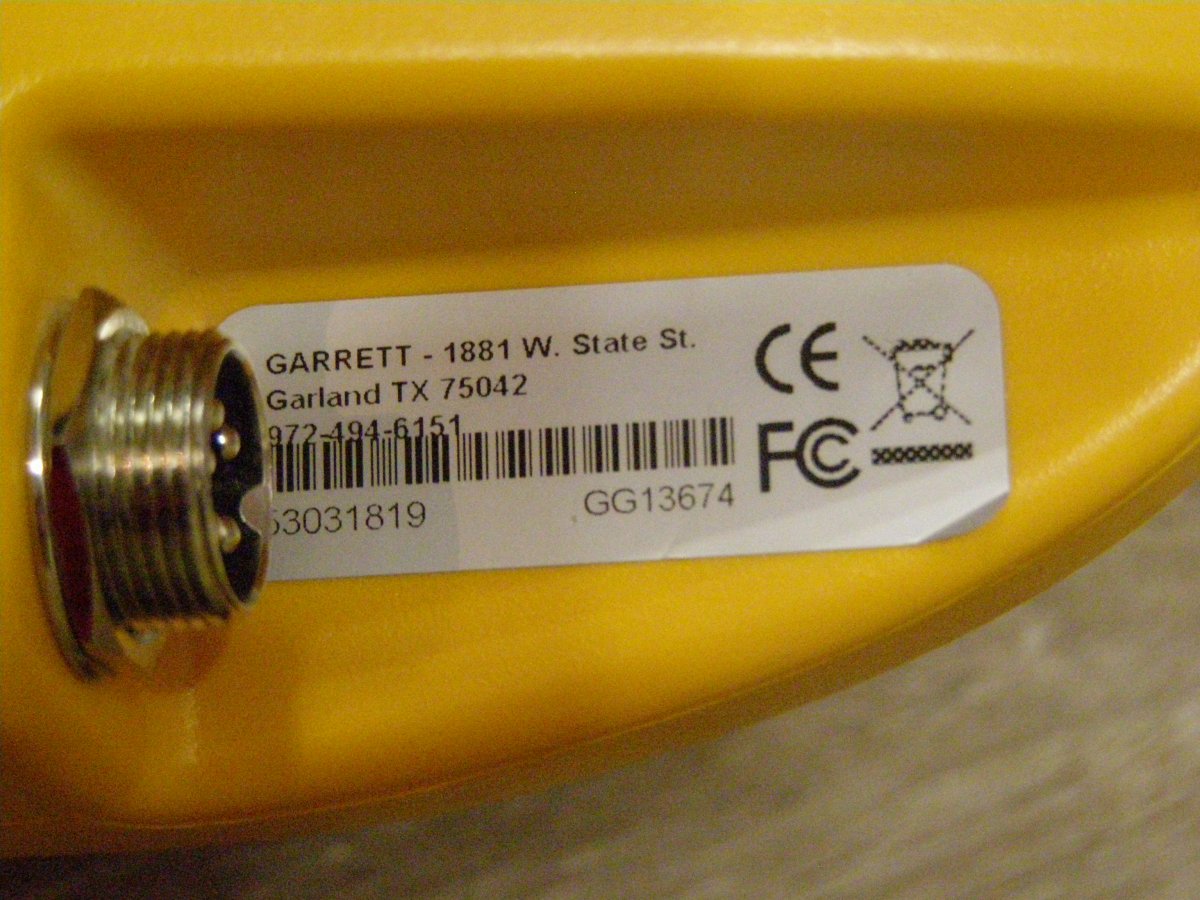 GARRETT - 1881 W. State St.
Garland TX 75042
972-494-6151
53031819 GG13674
CE
FC